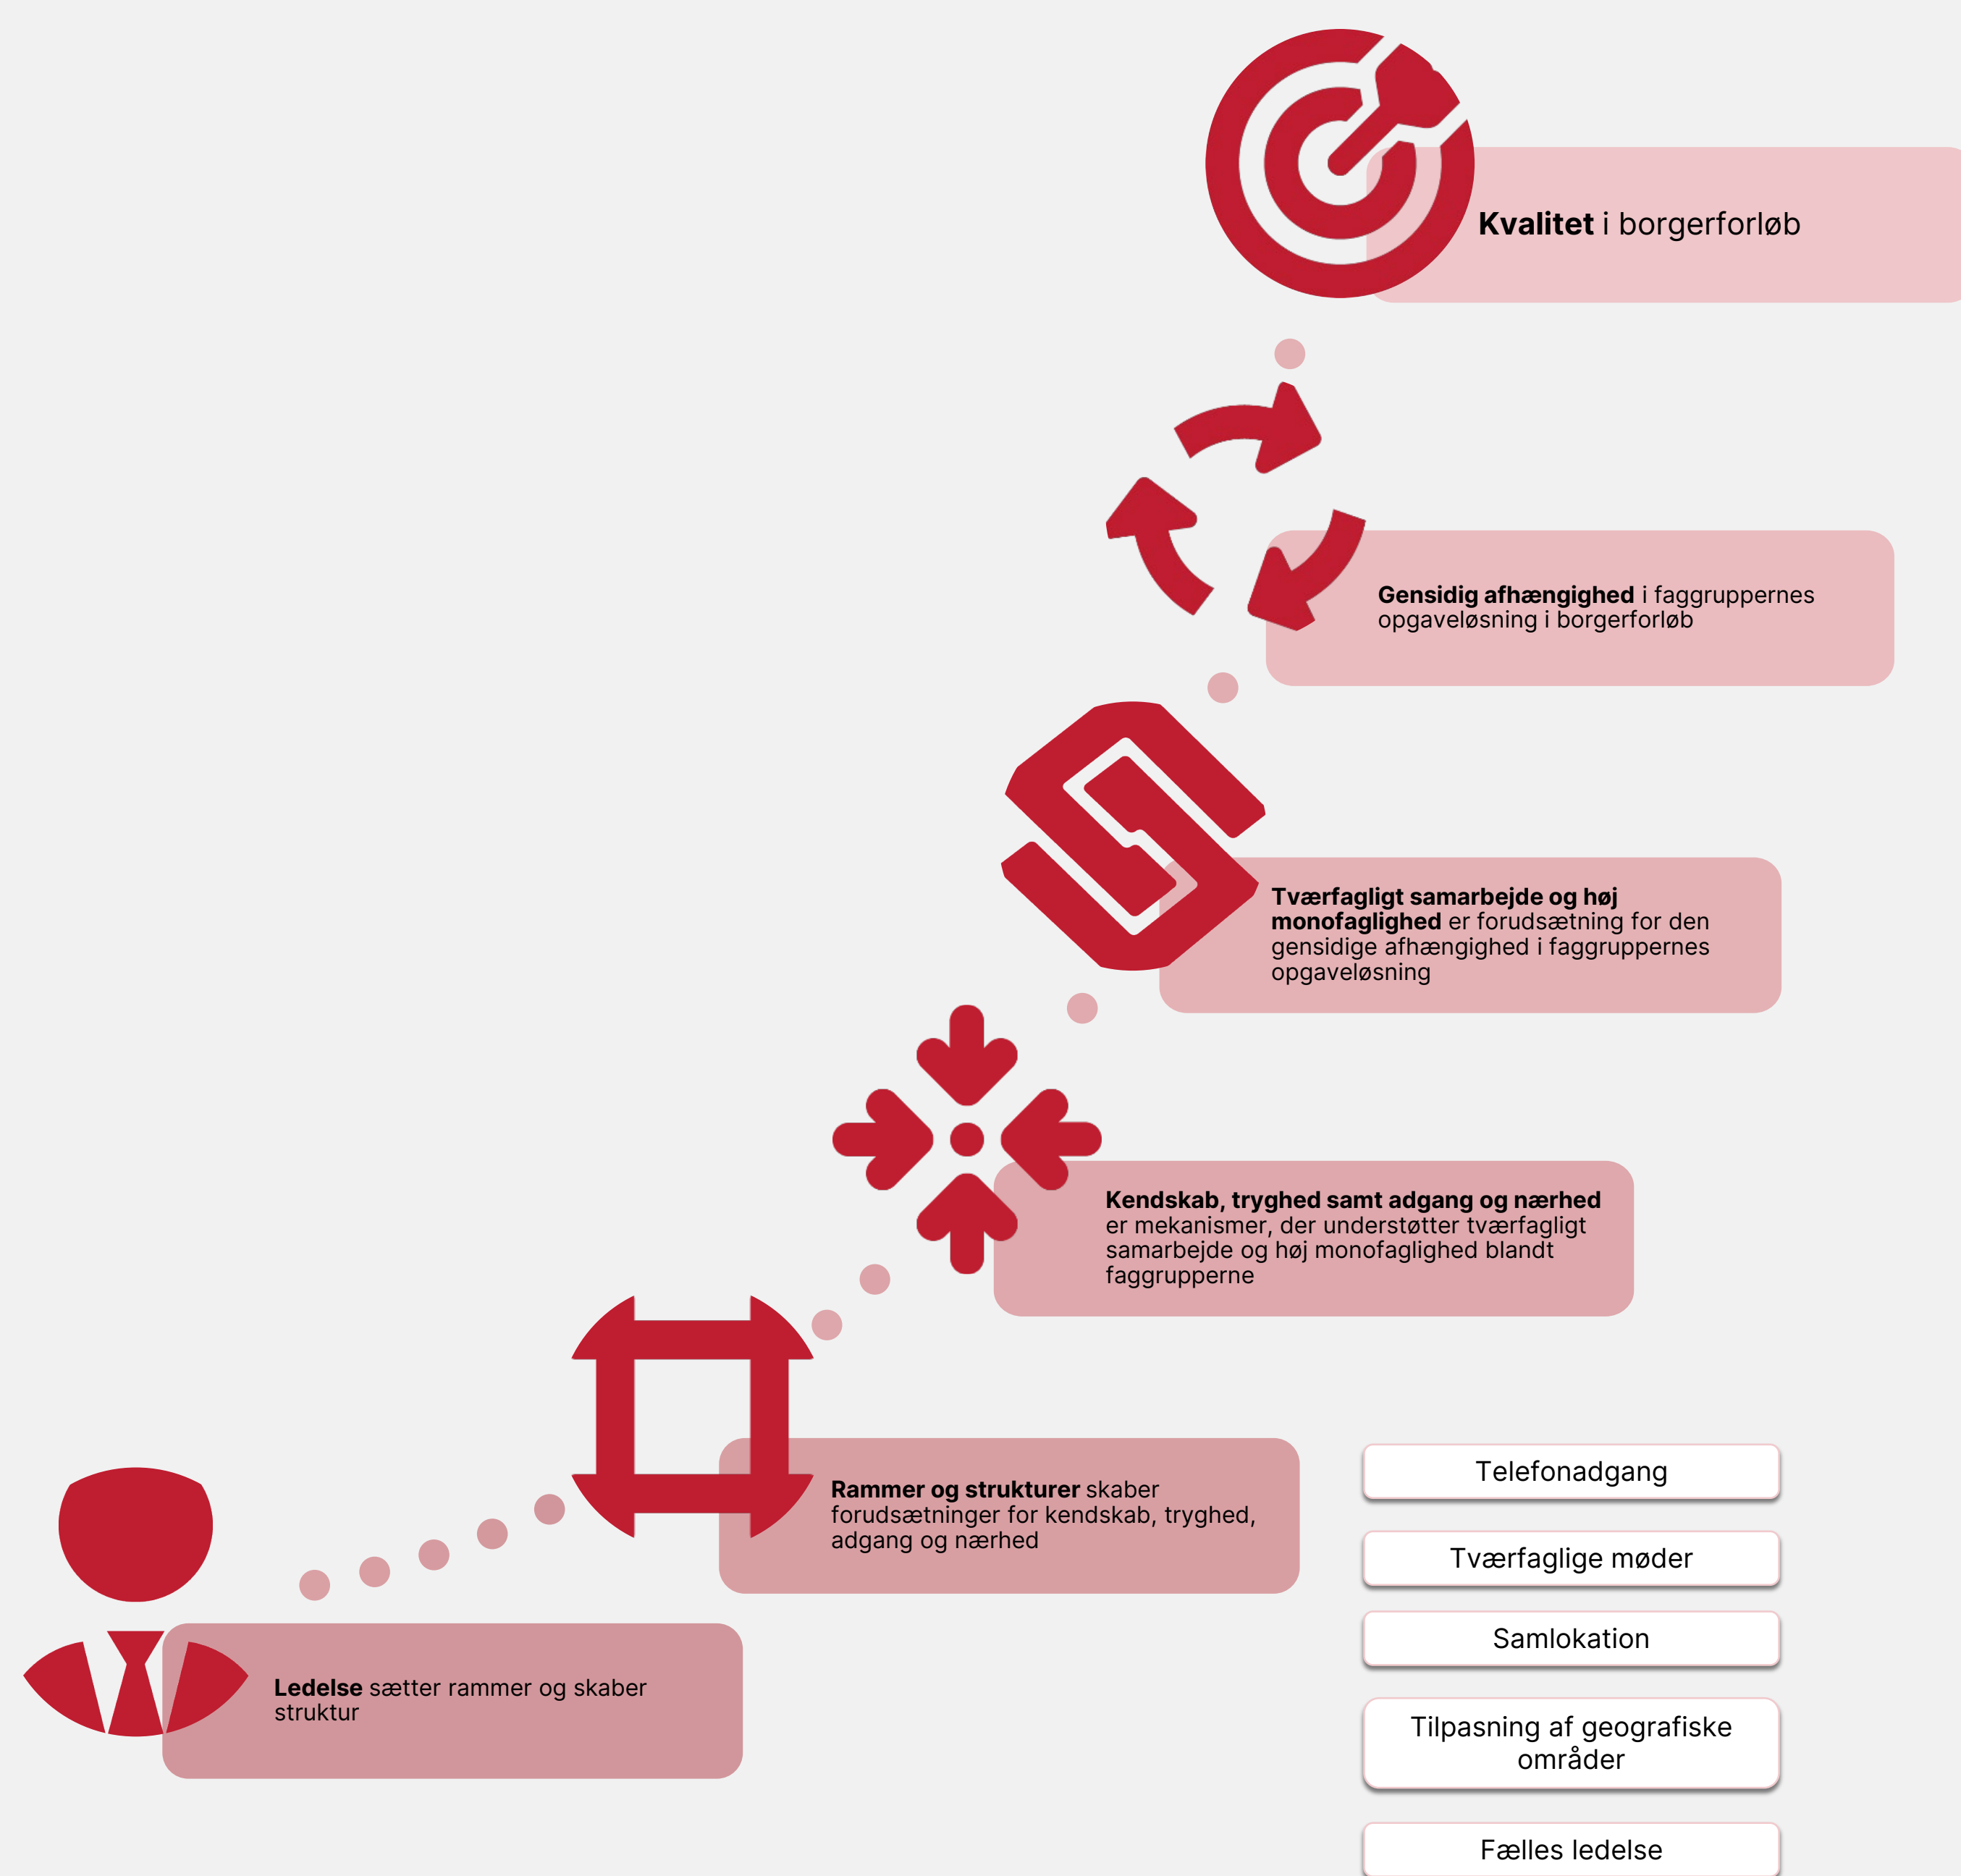 Kvalitet i borgerforløb
Gensidig afhængighed i faggruppernes
opgaveløsning i borgerforløb
Tværfagligt samarbejde og høj
monofaglighed er forudsætning for den
gensidige afhængighed i faggruppernes
opgaveløsning
Kendskab, tryghed samt adgang og nærhed
er mekanismer, der understøtter tværfagligt
samarbejde og høj monofaglighed blandt
faggrupperne
Rammer og strukturer skaber
forudsætninger for kendskab, tryghed,
adgang og nærhed
Ledelse sætter rammer og skaber
struktur
Telefonadgang
Tværfaglige møder
Samlokation
Tilpasning af geografiske
områder
Fælles ledelse